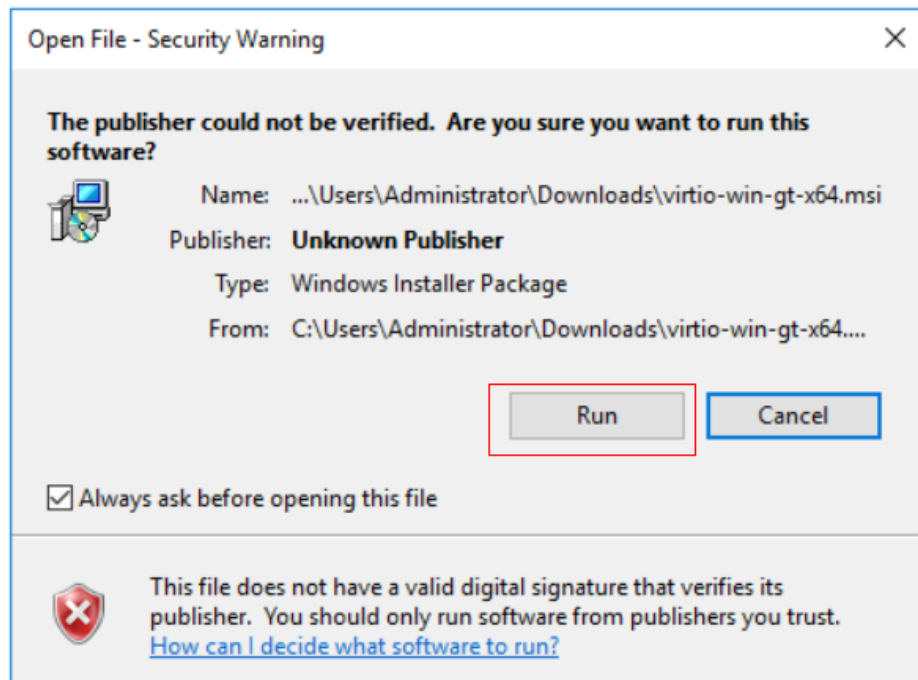 Open File - Security Warning
The publisher could not be verified. Are you sure you want to run this
software?
Name: ...\Users\Administrator\Downloads\virtio-win-gt-x64.msi
Publisher: Unknown Publisher
Type: Windows Installer Package
From: C:\Users\Administrator\Downloads\virtio-win-gt-x64....
Run Cancel
Always ask before opening this file
This file does not have a valid digital signature that verifies its
publisher. You should only run software from publishers you trust.
How can I decide what software to run?